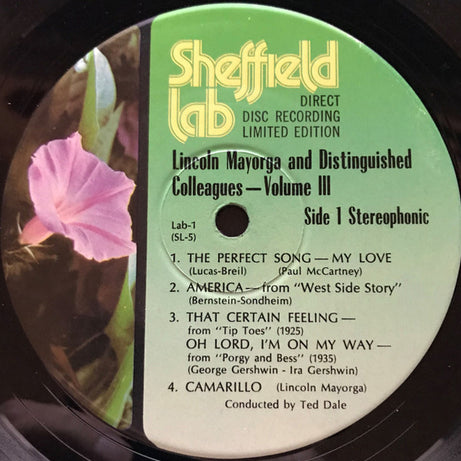 Sheffield
lab
DIRECT
DISC RECORDING
LIMITED EDITION
Lincoln Mayorga and Distinguished
Colleagues—Volume III
Lab-1
(SL-5)
Side 1 Stereophonic
1. THE PERFECT SONG — MY LOVE
(Lucas-Breil) (Paul McCartney)
2. AMERICA — from "West Side Story"
(Bernstein-Sondheim)
3. THAT CERTAIN FEELING —
from "Tip Toes" (1925)
OH LORD, I'M ON MY WAY —
from "Porgy and Bess" (1935)
(George Gershwin - Ira Gershwin)
4. CAMARILLO (Lincoln Mayorga)
Conducted by Ted Dale